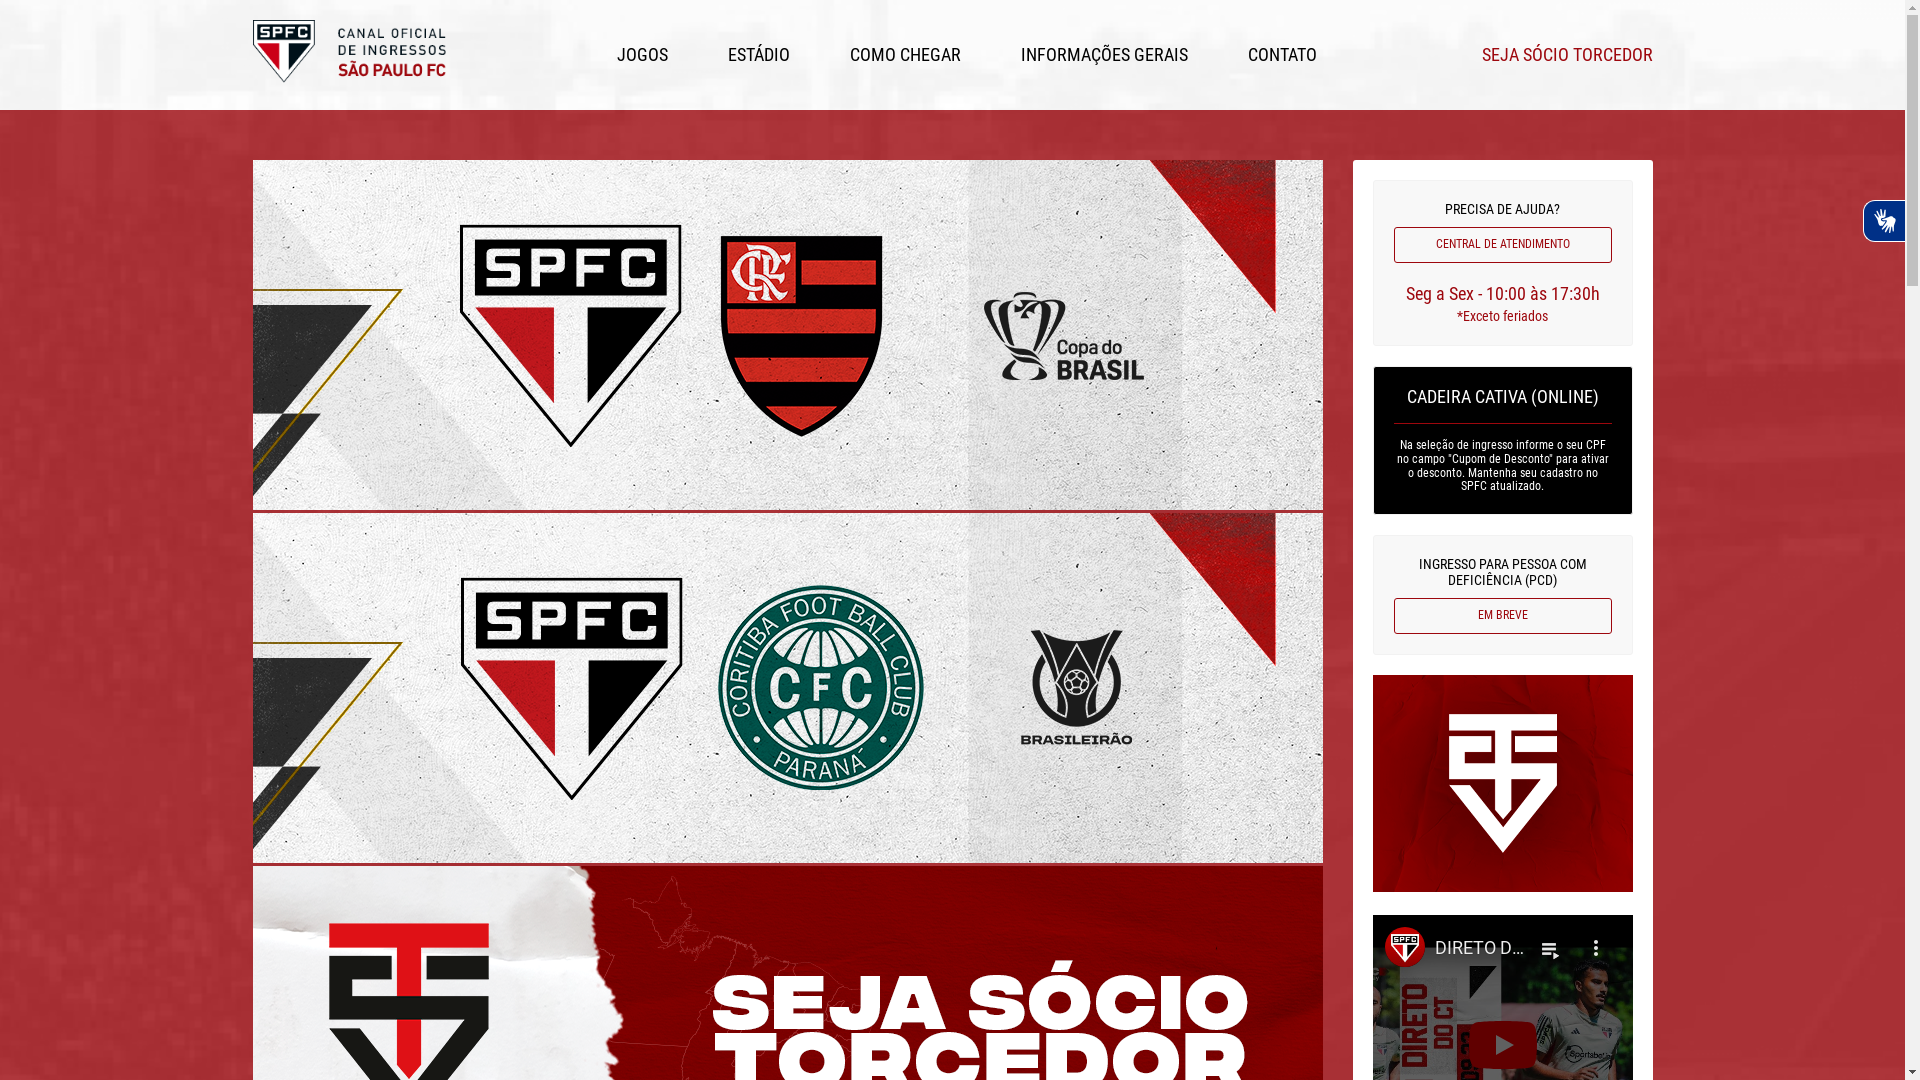 SPFC
CANAL OFICIAL
DE INGRESSOS
SÃO PAULO FC
JOGOS
ESTÁDIO
COMO CHEGAR
INFORMAÇÕES GERAIS
CONTATO
SEJA SÓCIO TORCEDOR
SPFC
CRF
Copa do
BRASIL
SPFC
CORITIBA FOOT BALL CLUB
CFC
PARANÁ
BRASILEIRÃO
SEJA SÓCIO
TORCEDOR
PRECISA DE AJUDA?
CENTRAL DE ATENDIMENTO
Seg a Sex - 10:00 às 17:30h
*Exceto feriados
CADEIRA CATIVA (ONLINE)
Na seleção de ingresso informe o seu CPF
no campo "Cupom de Desconto" para ativar
o desconto. Mantenha seu cadastro no
SPFC atualizado.
INGRESSO PARA PESSOA COM
DEFICIÊNCIA (PCD)
EM BREVE
SPFC
DIRETO D...
DIRETO
DO CT